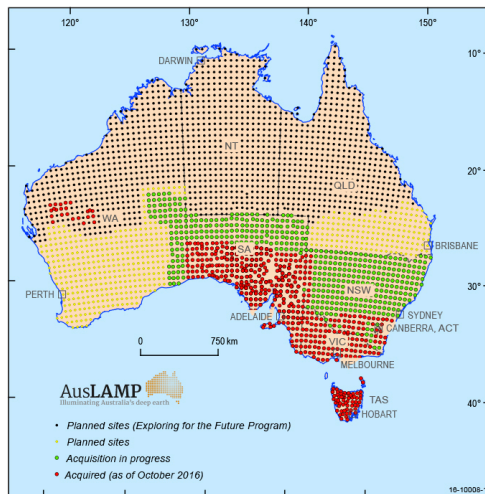 120° 130° 140° 150°
10°
DARWIN
NT
20°
QLD
WA
BRISBANE
SA
30°
NSW
PERTH
SYDNEY
ADELAIDE
CANBERRA, ACT
VIC
0 750 km
MELBOURNE
AusLAMP
Illuminating Australia's deep earth
TAS
40°
HOBART
Planned sites (Exploring for the Future Program)
Planned sites
Acquisition in progress
Acquired (as of October 2016)
16-10008-1